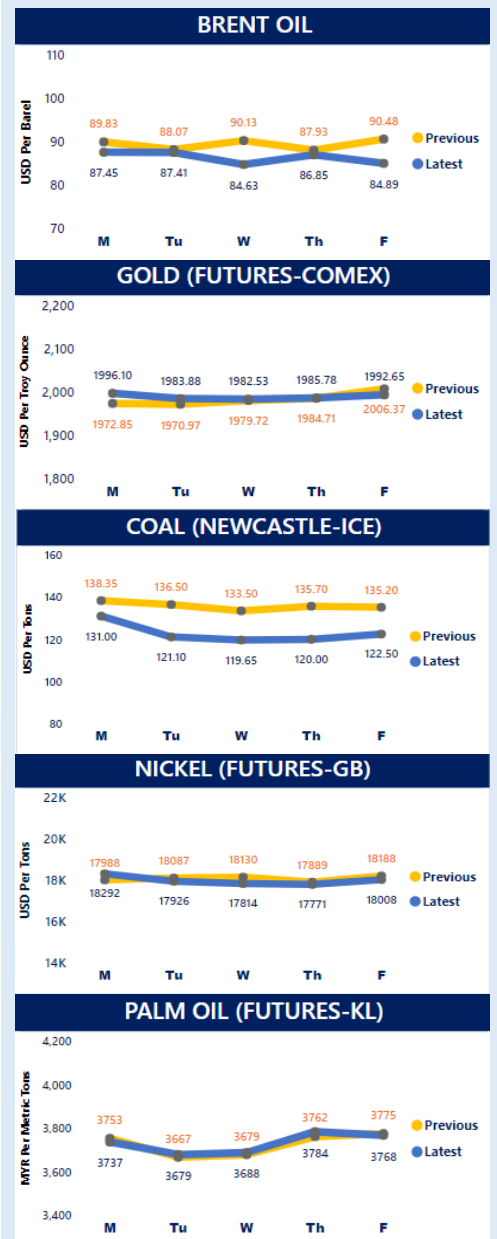 BRENT OIL
110
100
90
80
70
USD Per Barel
89.83 88.07 90.13 87.93 90.48
87.45 87.41 84.63 86.85 84.89
Previous
Latest
M Tu W Th F
GOLD (FUTURES-COMEX)
2,200
2,100
2,000
1,900
1,800
USD Per Troy Ounce
1996.10 1983.88 1982.53 1985.78 1992.65
1972.85 1970.97 1979.72 1984.71 2006.37
Previous
Latest
M Tu W Th F
COAL (NEWCASTLE-ICE)
160
140
120
100
80
USD Per Tons
138.35 136.50 133.50 135.70 135.20
131.00 121.10 119.65 120.00 122.50
Previous
Latest
M Tu W Th F
NICKEL (FUTURES-GB)
22K
20K
18K
16K
14K
USD Per Tons
17988 18087 18130 17889 18188
18292 17926 17814 17771 18008
Previous
Latest
M Tu W Th F
PALM OIL (FUTURES-KL)
4,200
4,000
3,800
3,600
3,400
MYR Per Metric Tons
3753 3667 3679 3762 3775
3737 3679 3688 3784 3768
Previous
Latest
M Tu W Th F